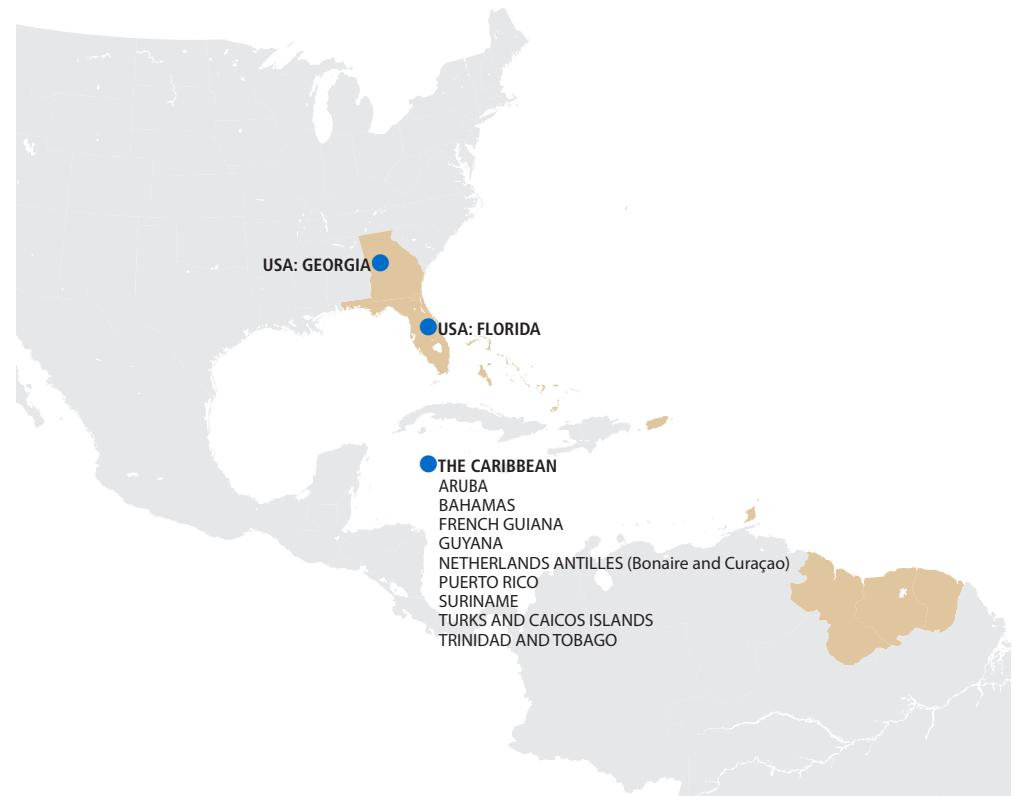 USA: GEORGIA
USA: FLORIDA
THE CARIBBEAN
ARUBA
BAHAMAS
FRENCH GUIANA
GUYANA
NETHERLANDS ANTILLES (Bonaire and Curaçao)
PUERTO RICO
SURINAME
TURKS AND CAICOS ISLANDS
TRINIDAD AND TOBAGO